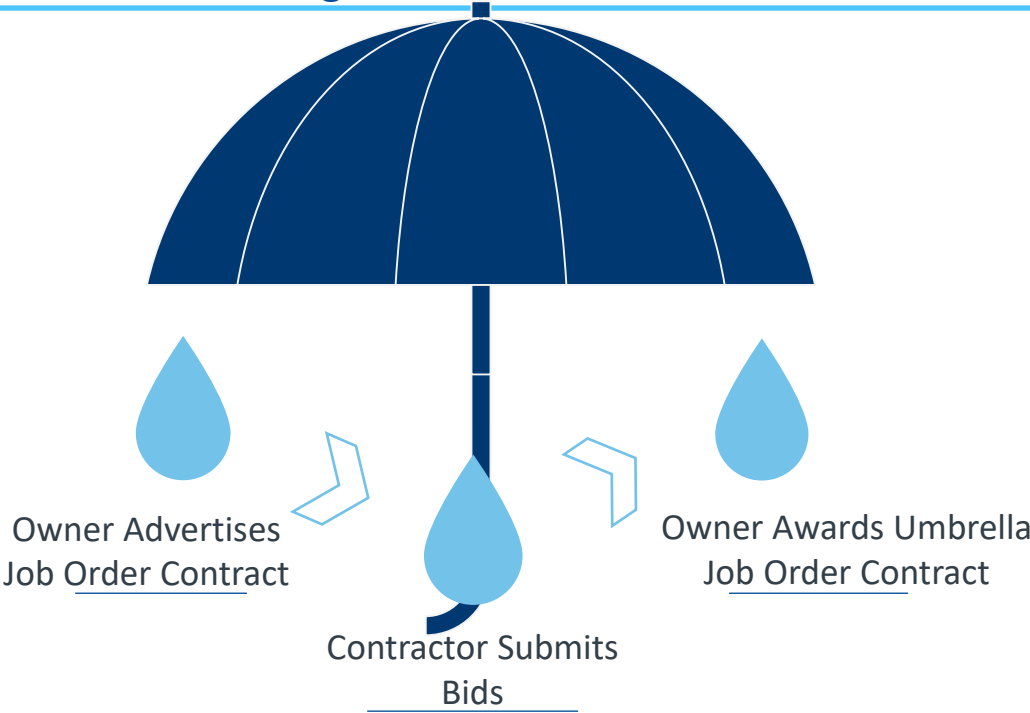 Owner Advertises
Job Order Contract
Contractor Submits
Bids
Owner Awards Umbrella
Job Order Contract